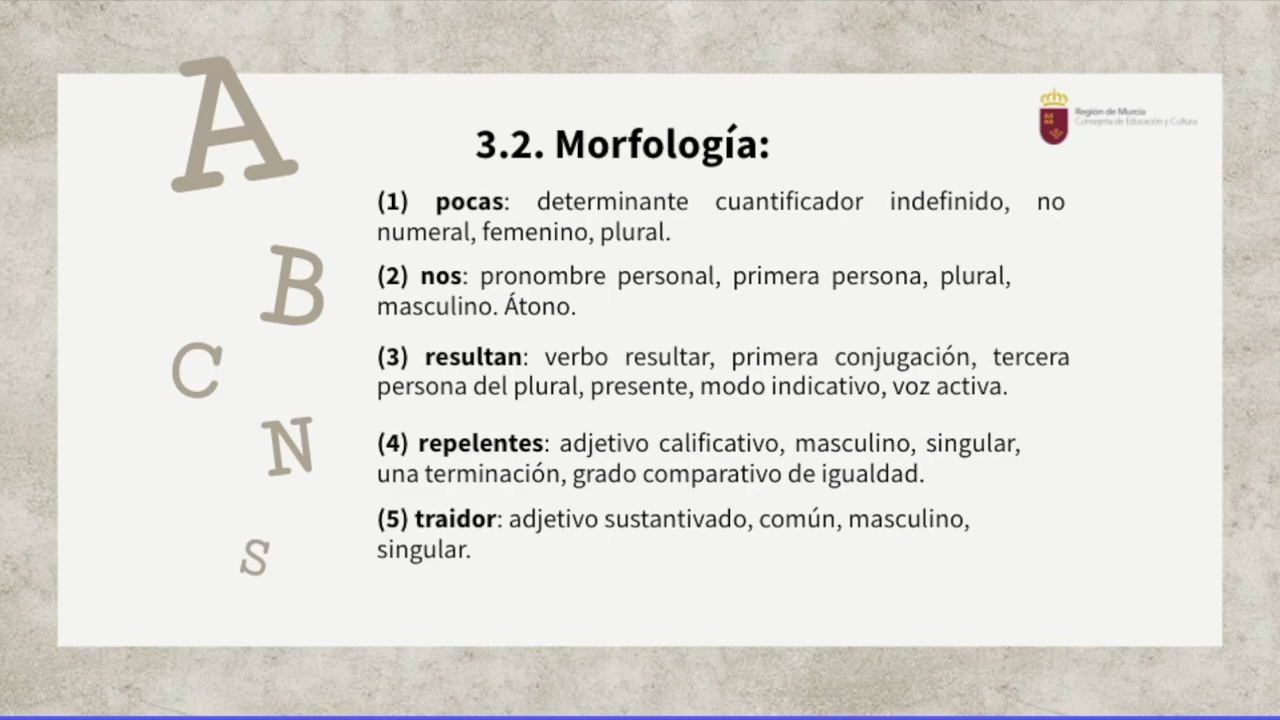 A
B
C
N
S
Región de Murcia
Consejería de Educación y Cultura
3.2. Morfología:
(1) pocas: determinante cuantificador indefinido, no
numeral, femenino, plural.
(2) nos: pronombre personal, primera persona, plural,
masculino. Átono.
(3) resultan: verbo resultar, primera conjugación, tercera
persona del plural, presente, modo indicativo, voz activa.
(4) repelentes: adjetivo calificativo, masculino, singular,
una terminación, grado comparativo de igualdad.
(5) traidor: adjetivo sustantivado, común, masculino,
singular.